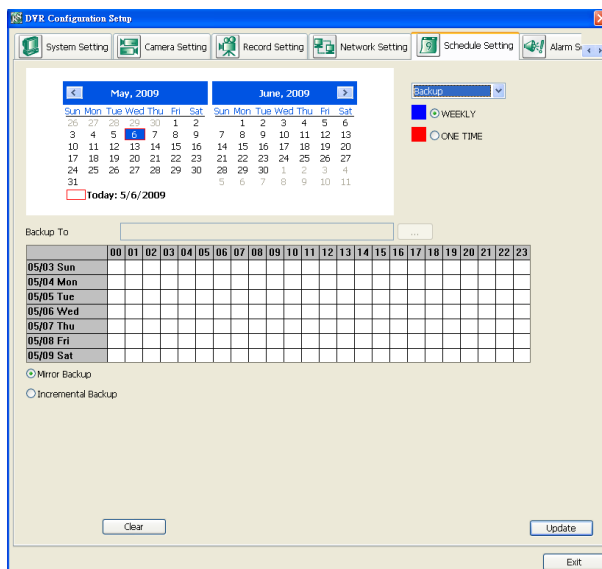 DVR Configuration Setup
System Setting Camera Setting Record Setting Network Setting Schedule Setting Alarm S
May, 2009 June, 2009
Sun Mon Tue Wed Thu Fri Sat Sun Mon Tue Wed Thu Fri Sat
26 27 28 29 30 1 2 1 2 3 4 5 6
3 4 5 6 7 8 9 7 8 9 10 11 12 13
10 11 12 13 14 15 16 14 15 16 17 18 19 20
17 18 19 20 21 22 23 21 22 23 24 25 26 27
24 25 26 27 28 29 30 28 29 30 1 2 3 4
31 5 6 7 8 9 10 11
Today: 5/6/2009
Backup
WEEKLY
ONE TIME
Backup To ...
00 01 02 03 04 05 06 07 08 09 10 11 12 13 14 15 16 17 18 19 20 21 22 23
05/03 Sun
05/04 Mon
05/05 Tue
05/06 Wed
05/07 Thu
05/08 Fri
05/09 Sat
Mirror Backup
Incremental Backup
Clear Update
Exit